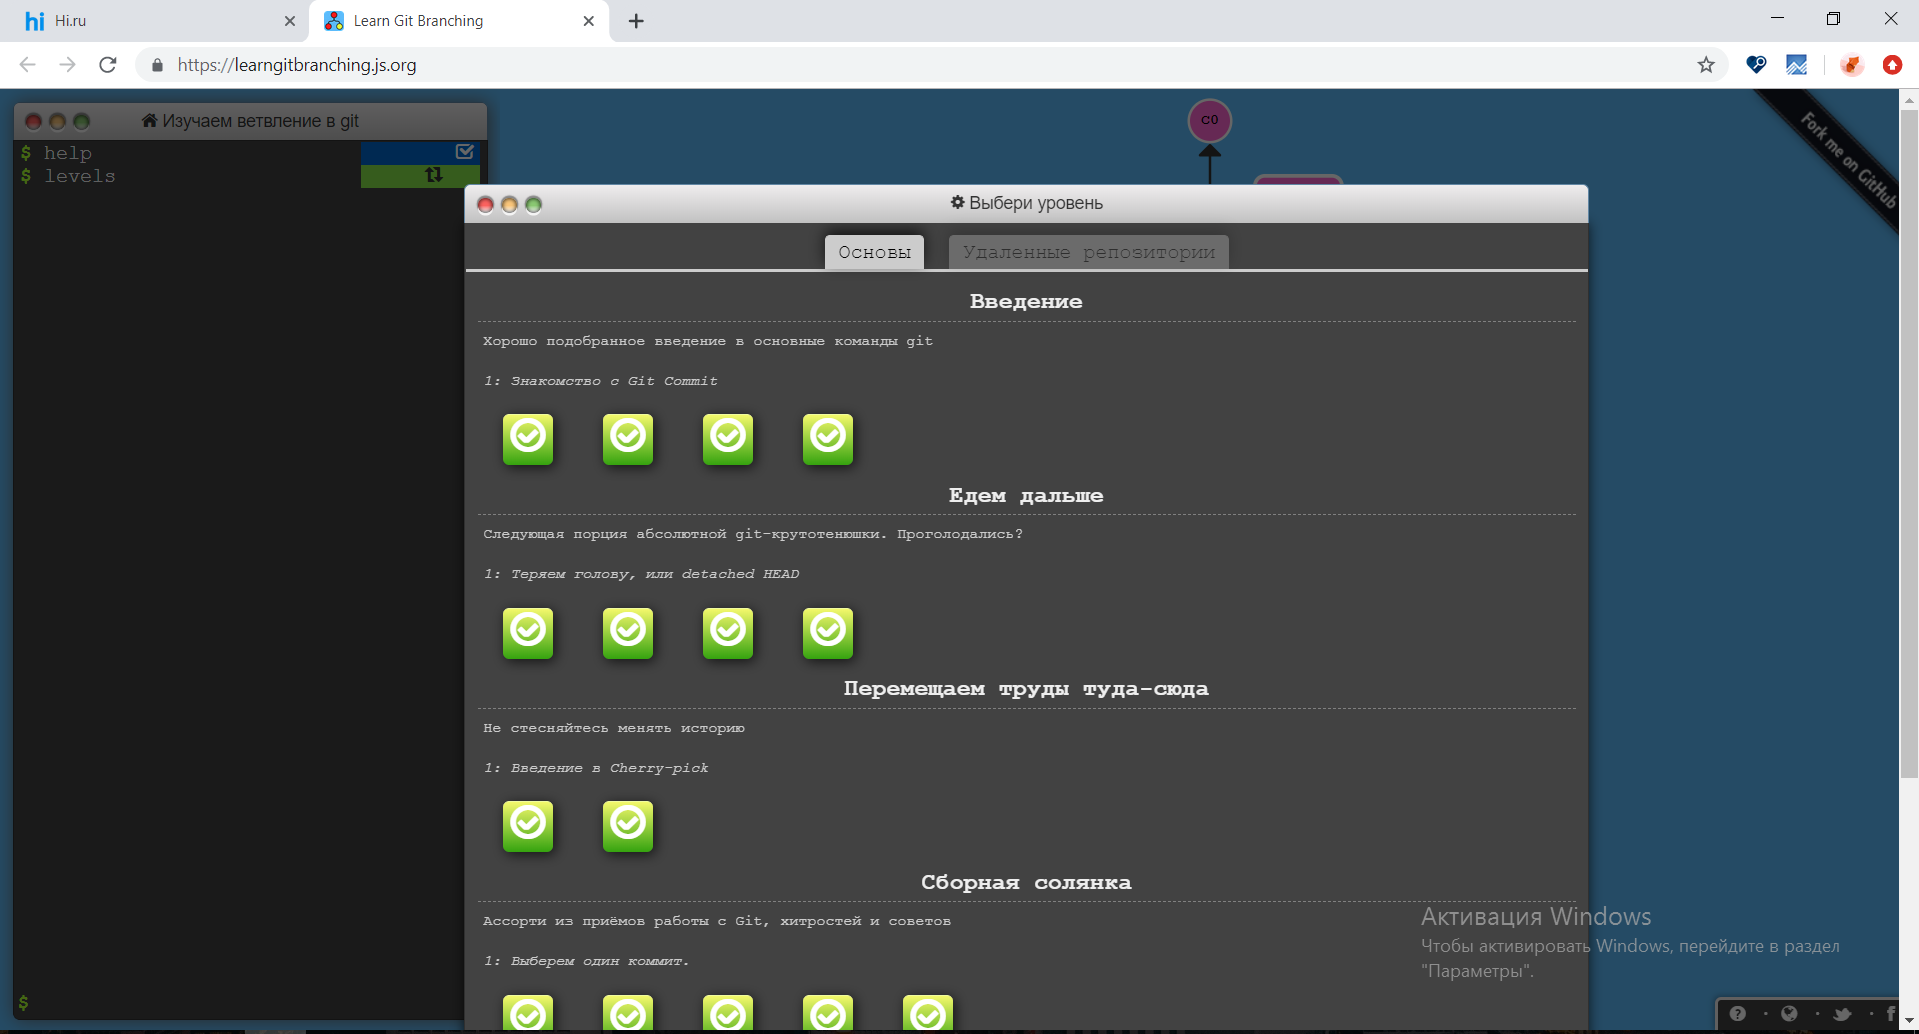 Hi.ru
Learn Git Branching
https://learngitbranching.js.org
Изучаем ветвление в git
$ help
$ levels
C0
Fork me on GitHub
Выбери уровень
Основы
Удаленные репозитории
Введение
Хорошо подобранное введение в основные команды git
1: Знакомство с Git Commit
Едем дальше
Следующая порция абсолютной git-крутотенюшки. Проголодались?
1: Теряем голову, или detached HEAD
Перемещаем труды туда-сюда
Не стесняйтесь менять историю
1: Введение в Cherry-pick
Сборная солянка
Ассорти из приёмов работы с Git, хитростей и советов
1: Выберем один коммит.
Активация Windows
Чтобы активировать Windows, перейдите в раздел
"Параметры".
$